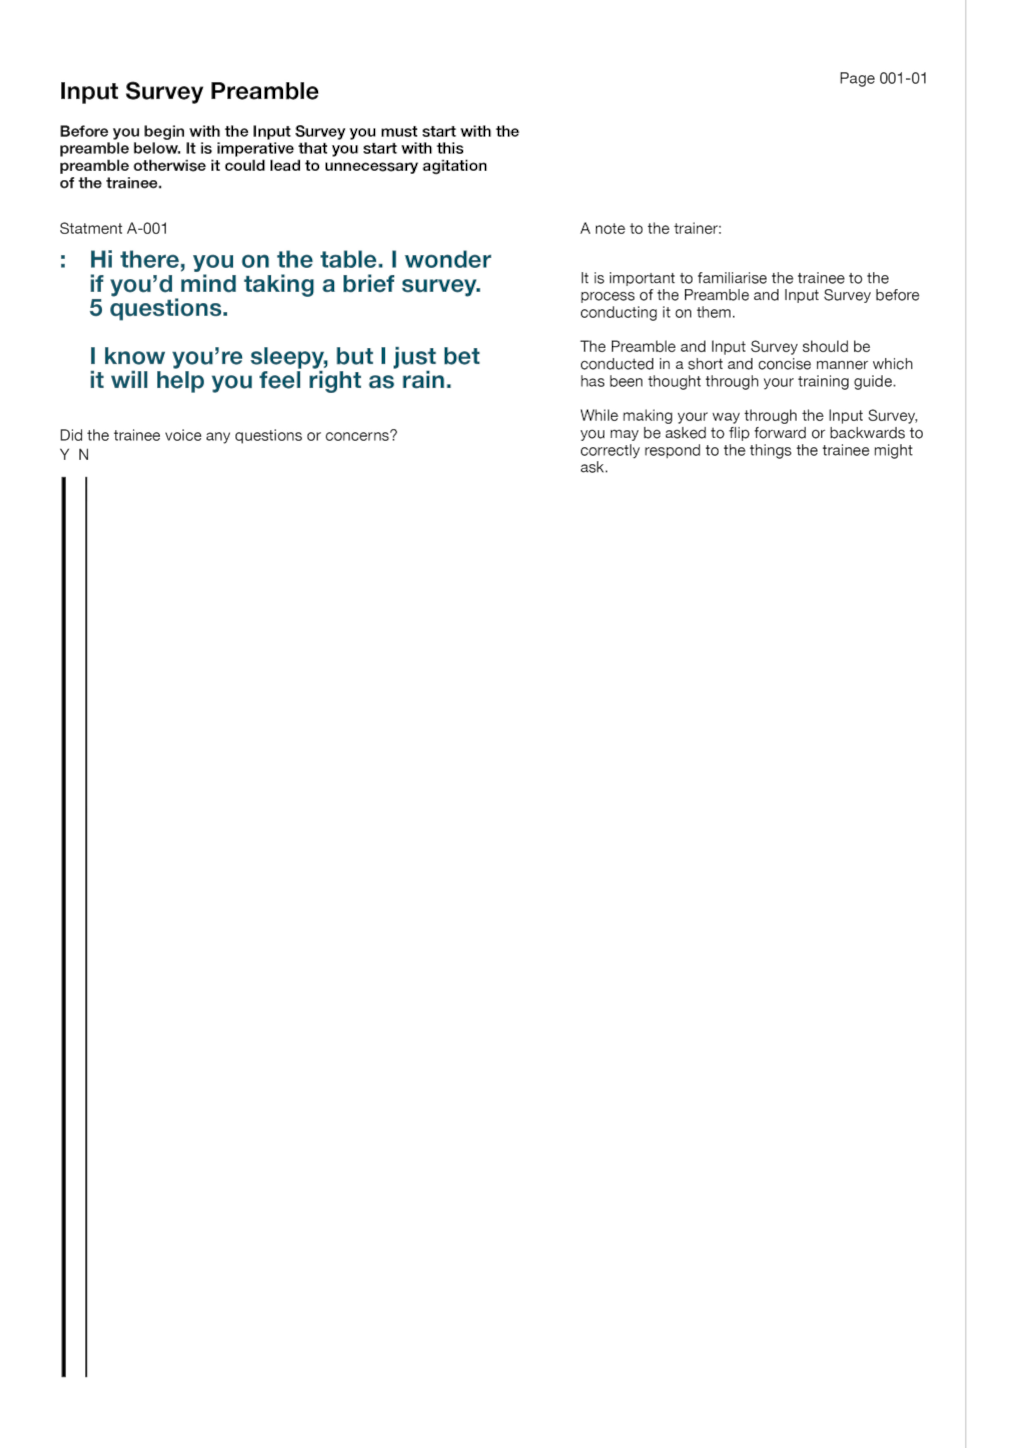 Page 001-01
Input Survey Preamble
Before you begin with the Input Survey you must start with the
preamble below. It is imperative that you start with this
preamble otherwise it could lead to unnecessary agitation
of the trainee.
Statment A-001
: Hi there, you on the table. I wonder
if you’d mind taking a brief survey.
5 questions.
I know you’re sleepy, but I just bet
it will help you feel right as rain.
Did the trainee voice any questions or concerns?
Y N
A note to the trainer:
It is important to familiarise the trainee to the
process of the Preamble and Input Survey before
conducting it on them.
The Preamble and Input Survey should be
conducted in a short and concise manner which
has been thought through your training guide.
While making your way through the Input Survey,
you may be asked to flip forward or backwards to
correctly respond to the things the trainee might
ask.